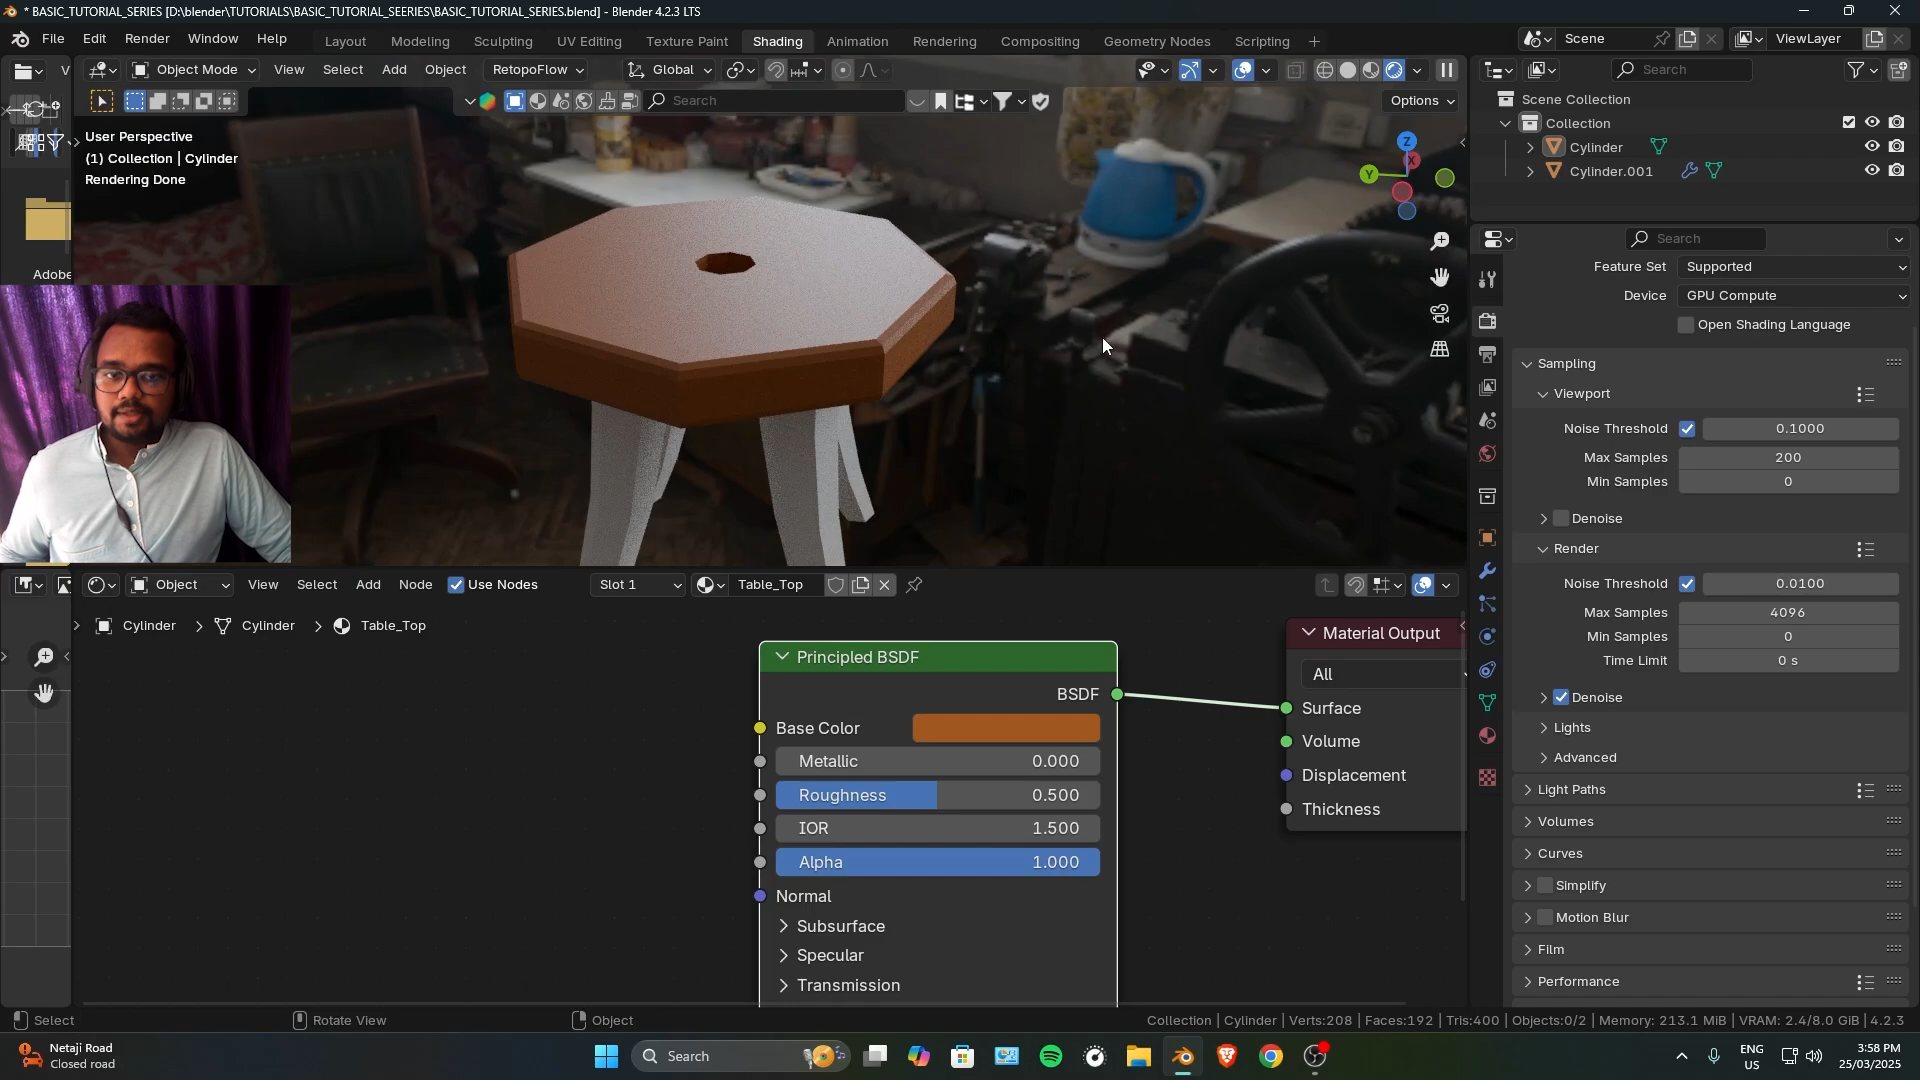 * BASIC_TUTORIAL_SERIES [D:\blender\TUTORIALS\BASIC_TUTORIAL_SEERIES\BASIC_TUTORIAL_SERIES.blend] - Blender 4.2.3 LTS
File Edit Render Window Help Layout Modeling Sculpting UV Editing Texture Paint Shading Animation Rendering Compositing Geometry Nodes Scripting + Scene ViewLayer
V Object Mode View Select Add Object RetopoFlow Global Search
Search Options
Scene Collection
Collection
Cylinder
Cylinder.001
User Perspective
(1) Collection | Cylinder
Rendering Done
Z
X
Y
Adobe
Search
Feature Set Supported
Device GPU Compute
Open Shading Language
Sampling
Viewport
Noise Threshold 0.1000
Max Samples 200
Min Samples 0
Denoise
Render
Noise Threshold 0.0100
Max Samples 4096
Min Samples 0
Time Limit 0 s
Denoise
Lights
Advanced
Light Paths
Volumes
Curves
Simplify
Motion Blur
Film
Performance
Object View Select Add Node Use Nodes Slot 1 Table_Top
Cylinder > Cylinder > Table_Top
Principled BSDF
BSDF
Base Color
Metallic 0.000
Roughness 0.500
IOR 1.500
Alpha 1.000
Normal
Subsurface
Specular
Transmission
Material Output
All
Surface
Volume
Displacement
Thickness
Select Rotate View Object Collection | Cylinder | Verts:208 | Faces:192 | Tris:400 | Objects:0/2 | Memory: 213.1 MiB | VRAM: 2.4/8.0 GiB | 4.2.3
Netaji Road
Closed road
Search
ENG
US
3:58 PM
25/03/2025